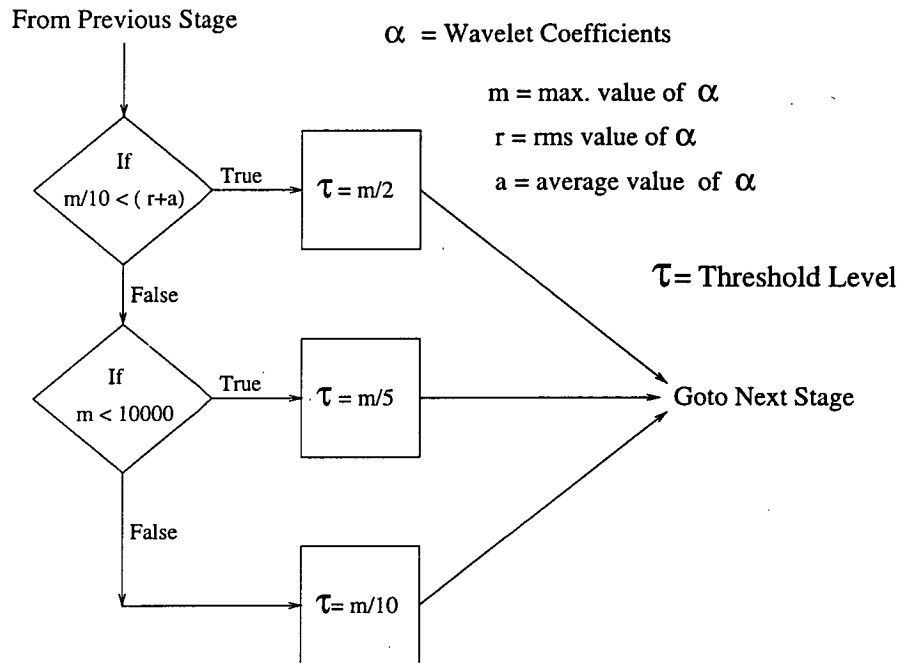 From Previous Stage
α = Wavelet Coefficients
m = max. value of α
r = rms value of α
a = average value of α
If
m/10 < ( r+a)
True
τ = m/2
False
τ= Threshold Level
If
m < 10000
True
τ = m/5
Goto Next Stage
False
τ= m/10